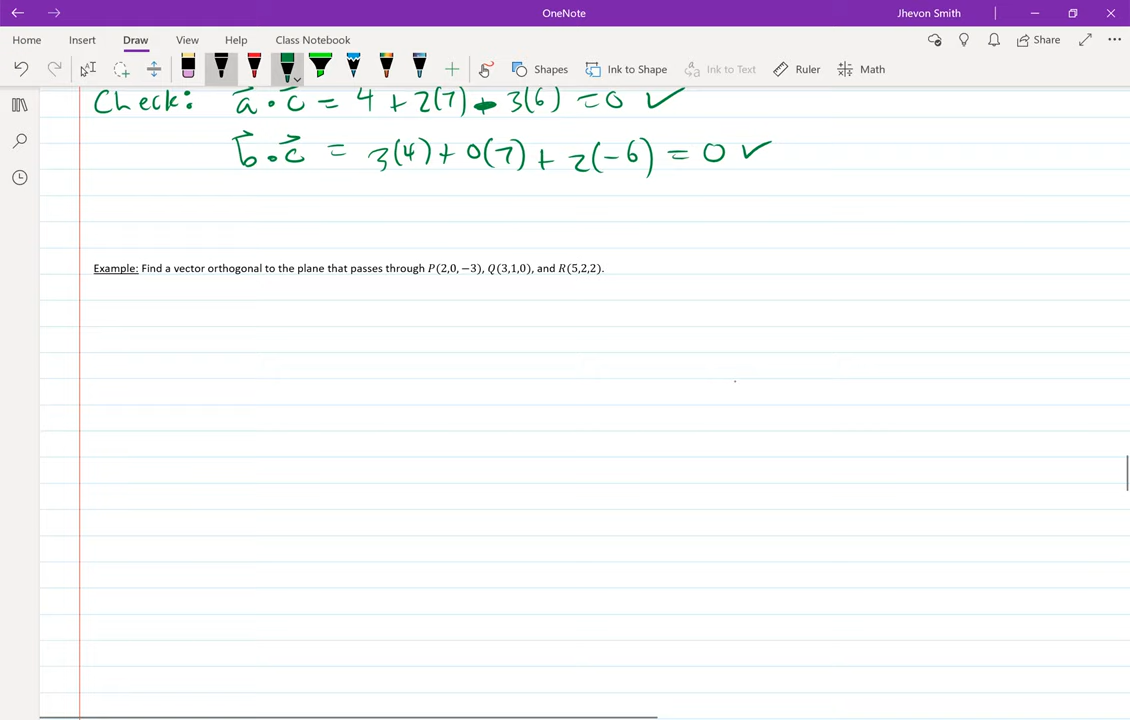 OneNote
Jhevon Smith
Home Insert Draw View Help Class Notebook
Share
Shapes Ink to Shape Ink to Text Ruler Math
Check: a⃗ • c⃗ = 4 + 2(7) - 3(6) = 0 ✓
b⃗ • c⃗ = 3(4) + 0(7) + 2(-6) = 0 ✓
Example: Find a vector orthogonal to the plane that passes through P(2,0,−3), Q(3,1,0), and R(5,2,2).